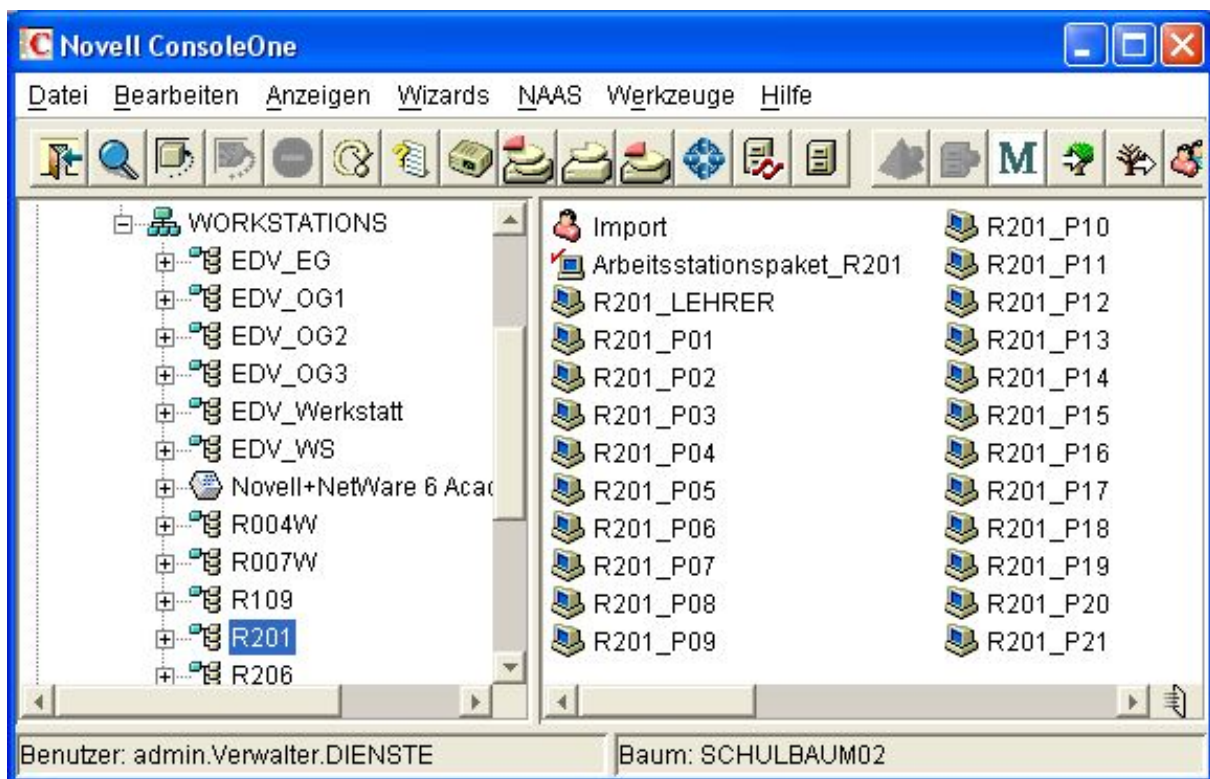 Novell ConsoleOne
Datei Bearbeiten Anzeigen Wizards NAAS Werkzeuge Hilfe
M
WORKSTATIONS
EDV_EG
EDV_OG1
EDV_OG2
EDV_OG3
EDV_Werkstatt
EDV_WS
Novell+NetWare 6 Acad
R004W
R007W
R109
R201
R206
Import
Arbeitsstationspaket_R201
R201_LEHRER
R201_P01
R201_P02
R201_P03
R201_P04
R201_P05
R201_P06
R201_P07
R201_P08
R201_P09
R201_P10
R201_P11
R201_P12
R201_P13
R201_P14
R201_P15
R201_P16
R201_P17
R201_P18
R201_P19
R201_P20
R201_P21
Benutzer: admin.Verwalter.DIENSTE
Baum: SCHULBAUM02